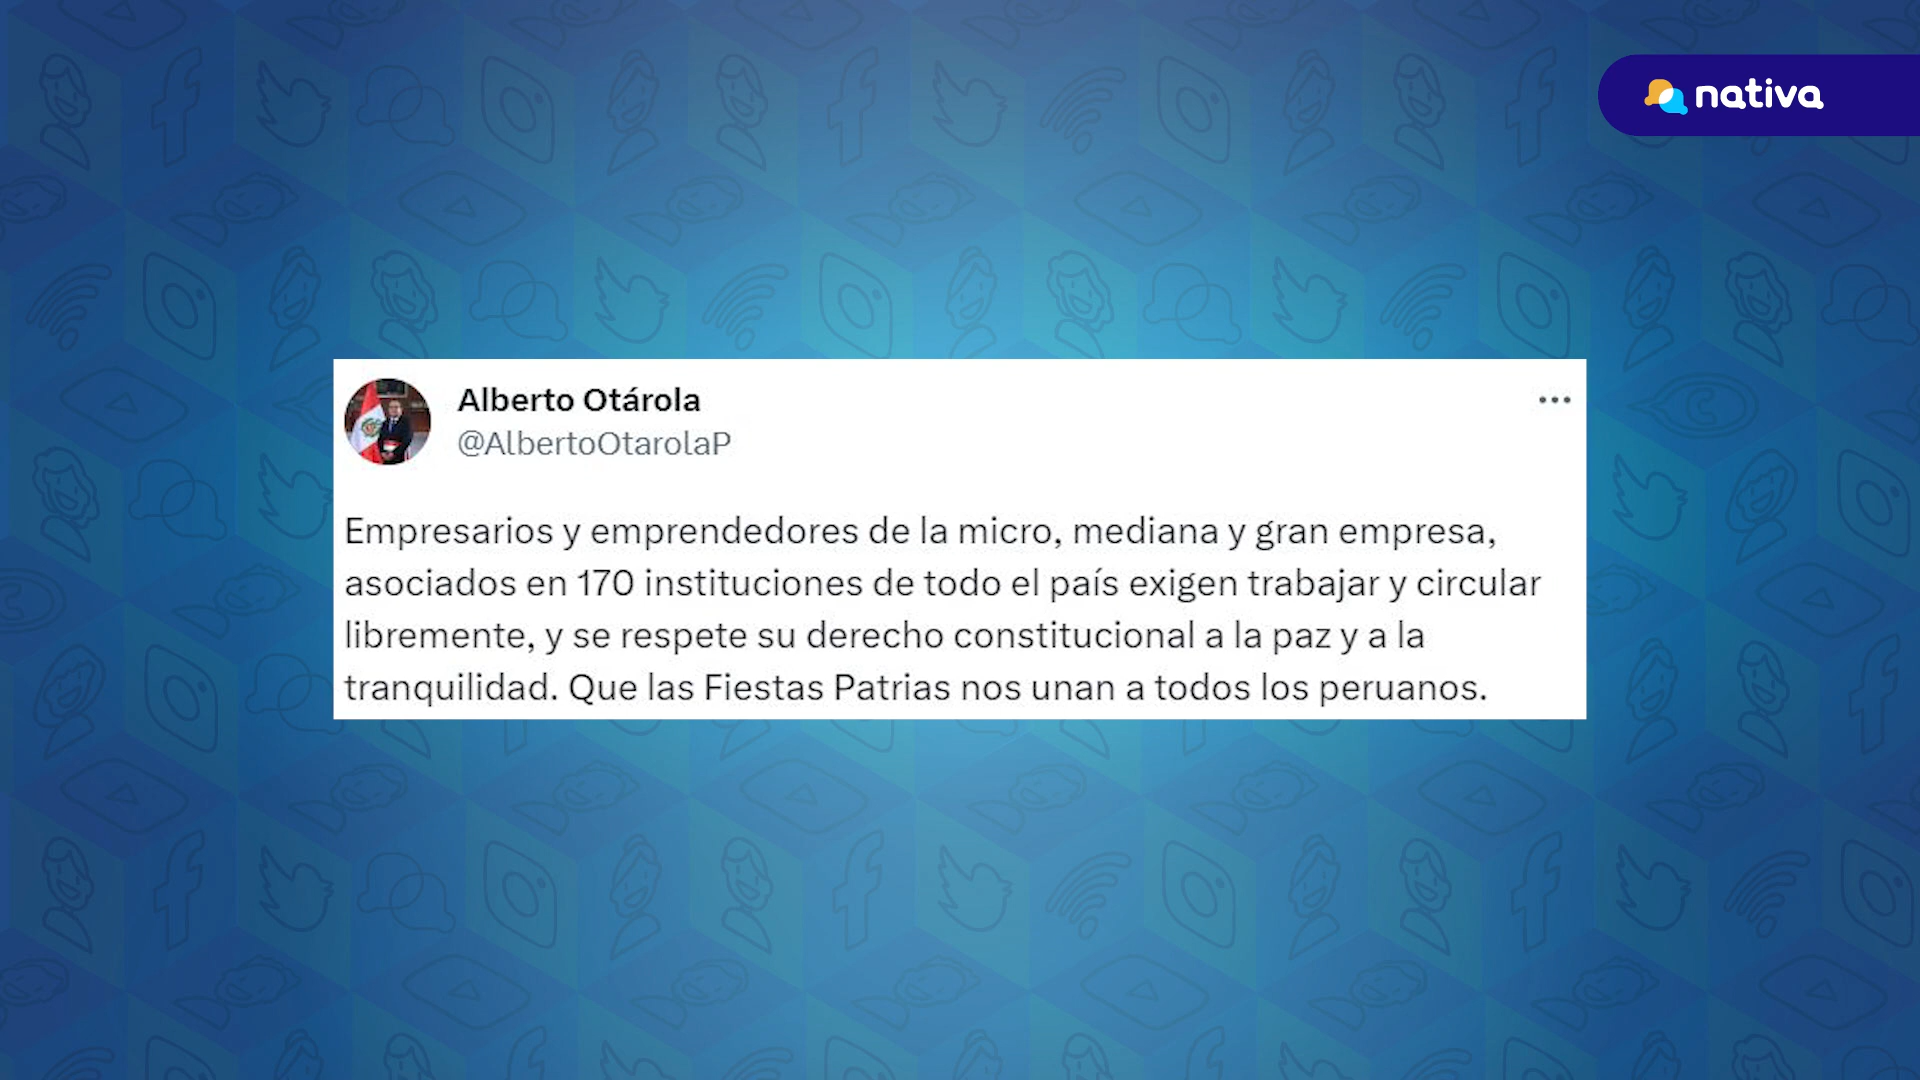 nativa
Alberto Otárola
@AlbertoOtarolaP
Empresarios y emprendedores de la micro, mediana y gran empresa,
asociados en 170 instituciones de todo el país exigen trabajar y circular
libremente, y se respete su derecho constitucional a la paz y a la
tranquilidad. Que las Fiestas Patrias nos unan a todos los peruanos.